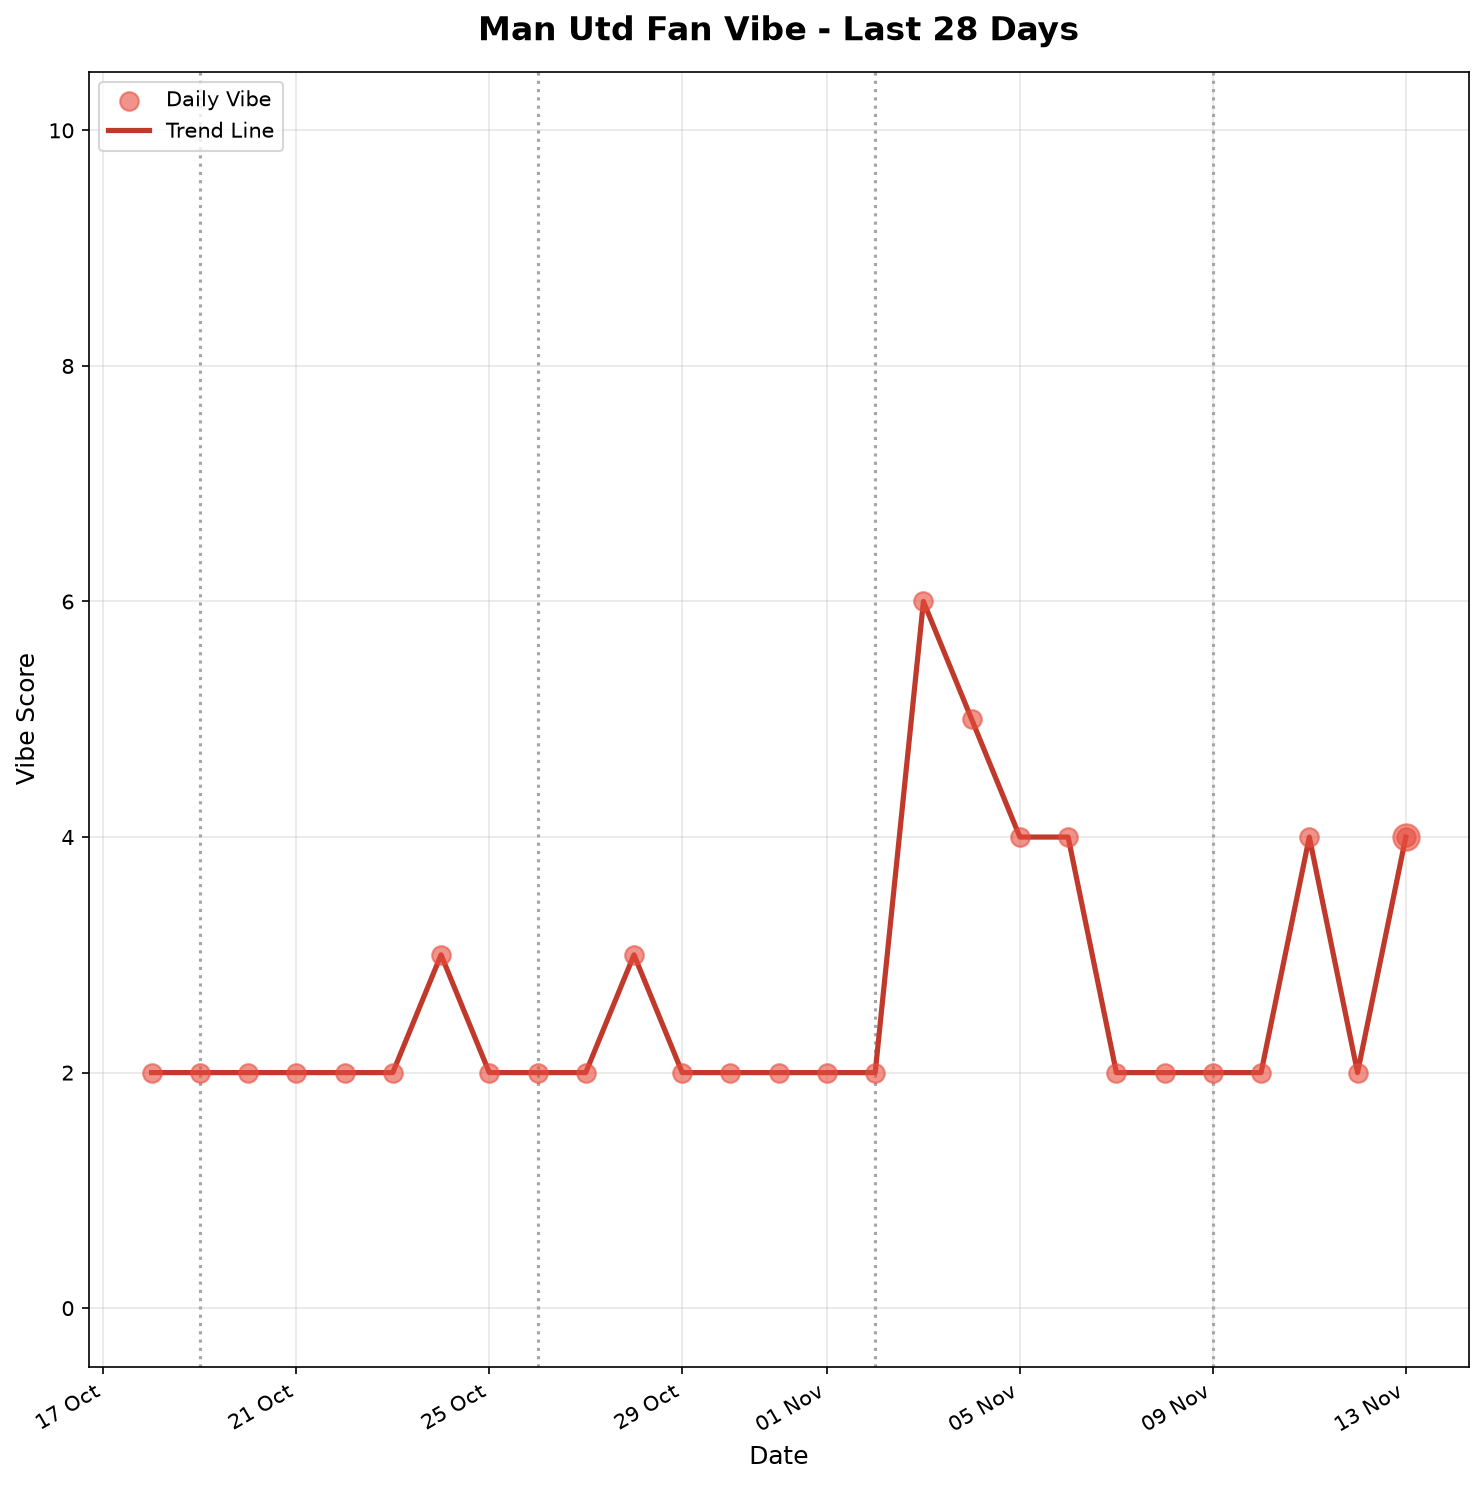 Man Utd Fan Vibe - Last 28 Days
Daily Vibe
Trend Line
10
8
6
4
2
0
Vibe Score
17 Oct
21 Oct
25 Oct
29 Oct
01 Nov
05 Nov
09 Nov
13 Nov
Date